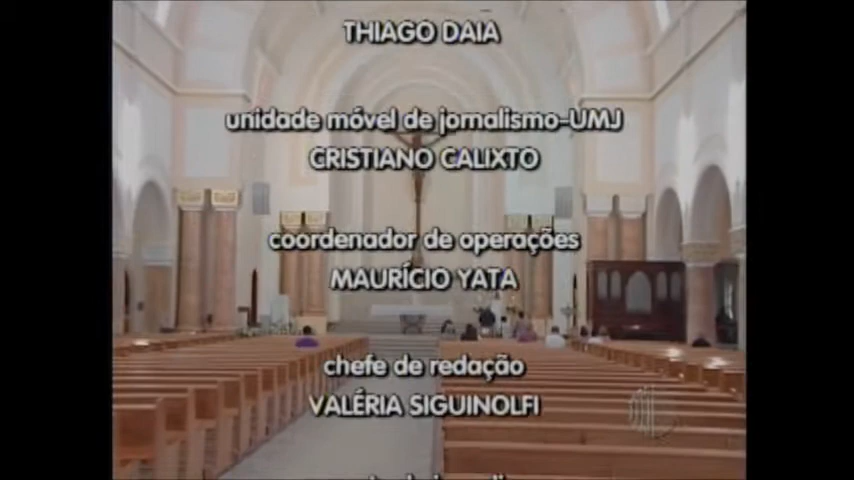 THIAGO DAIA
unidade móvel de jornalismo-UMJ
CRISTIANO CALIXTO
coordenador de operações
MAURÍCIO YATA
chefe de redação
VALÉRIA SIGUINOLFI